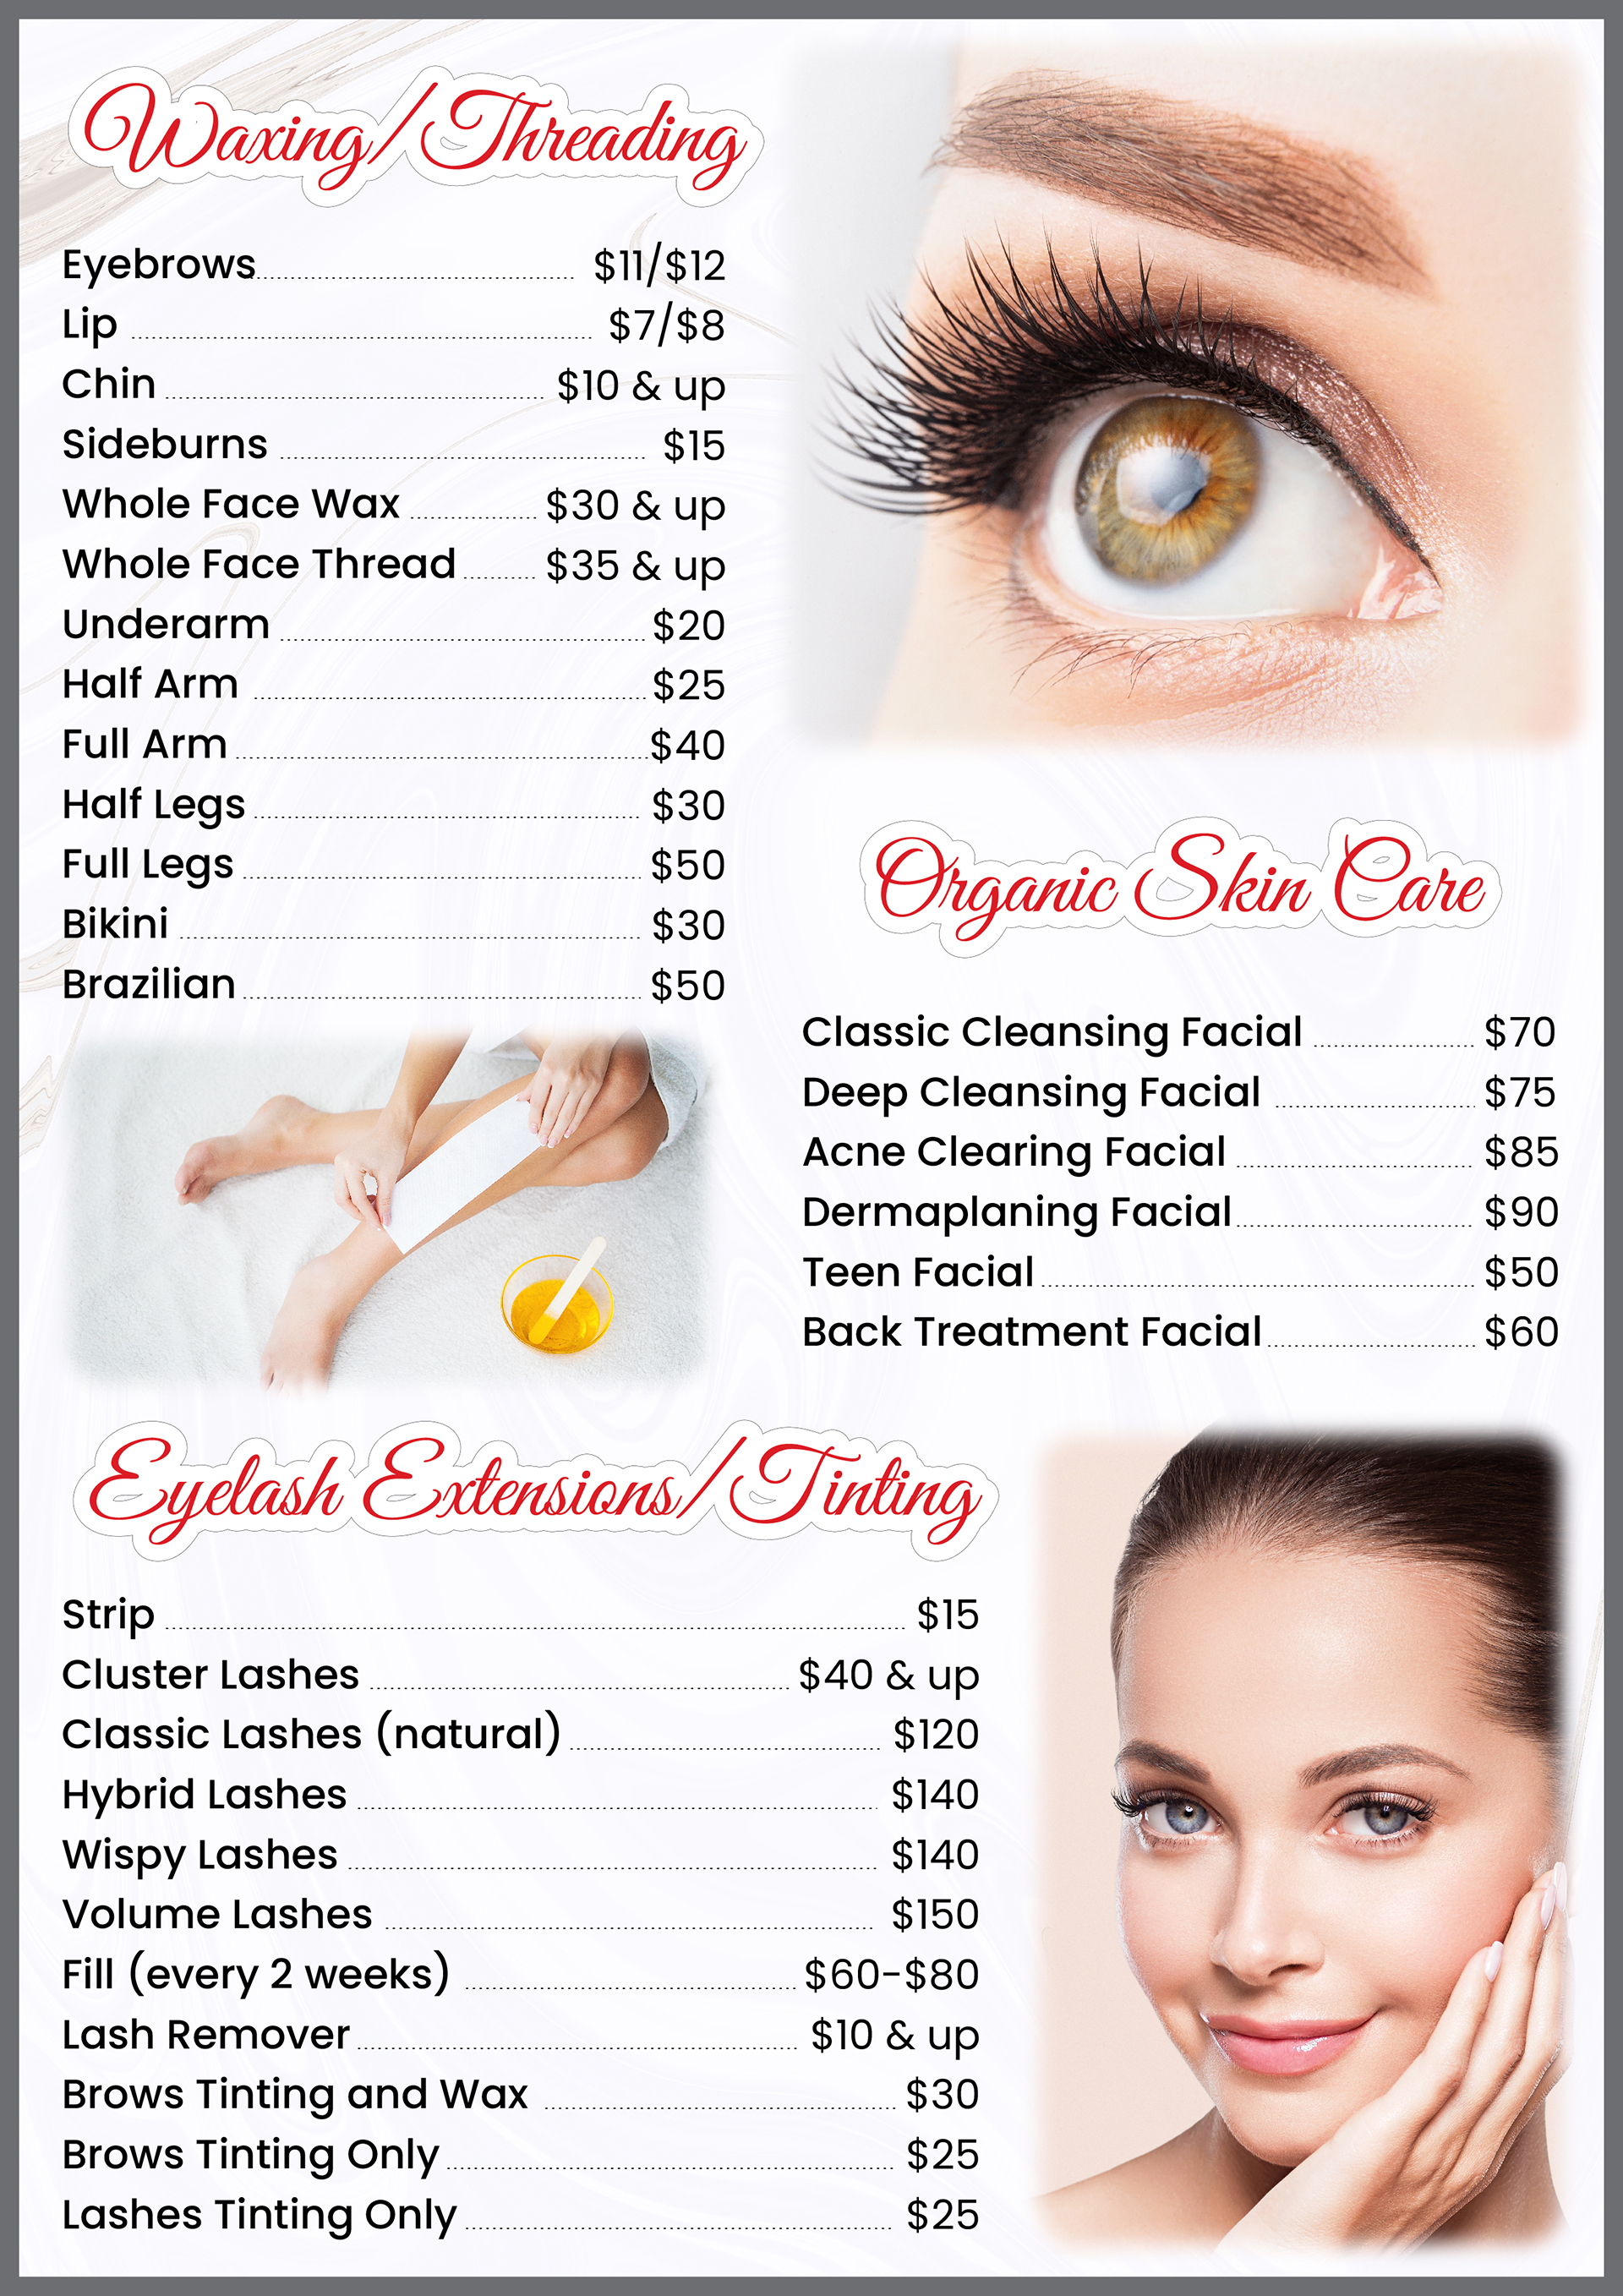 Waxing/Threading
Eyebrows $11/$12
Lip $7/$8
Chin $10 & up
Sideburns $15
Whole Face Wax $30 & up
Whole Face Thread $35 & up
Underarm $20
Half Arm $25
Full Arm $40
Half Legs $30
Full Legs $50
Bikini $30
Brazilian $50
Organic Skin Care
Classic Cleansing Facial $70
Deep Cleansing Facial $75
Acne Clearing Facial $85
Dermaplaning Facial $90
Teen Facial $50
Back Treatment Facial $60
Eyelash Extensions/Tinting
Strip $15
Cluster Lashes $40 & up
Classic Lashes (natural) $120
Hybrid Lashes $140
Wispy Lashes $140
Volume Lashes $150
Fill (every 2 weeks) $60-$80
Lash Remover $10 & up
Brows Tinting and Wax $30
Brows Tinting Only $25
Lashes Tinting Only $25